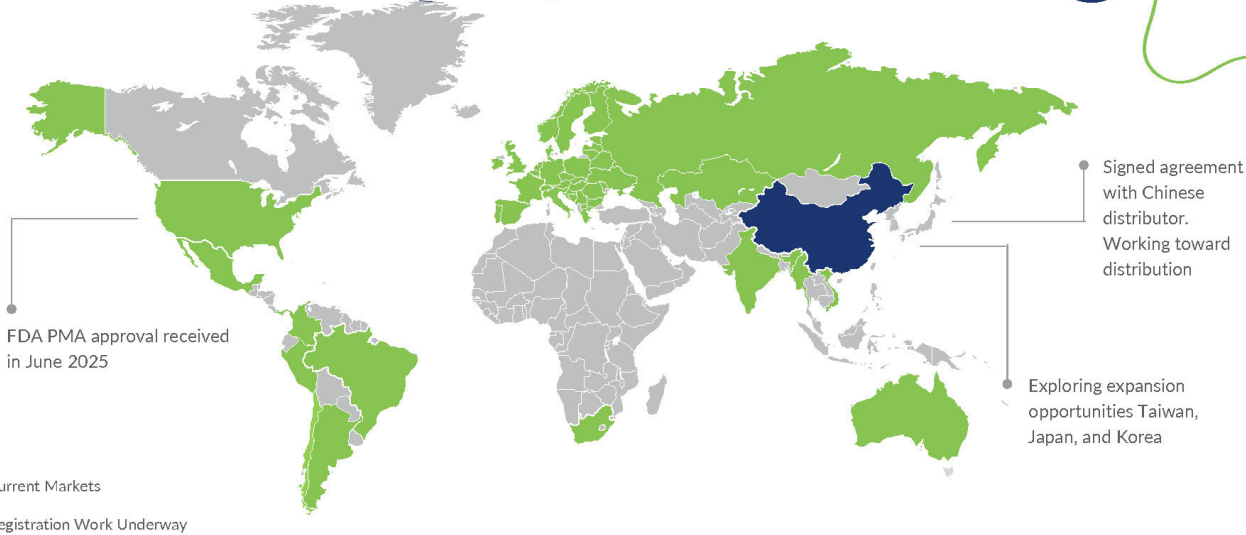 FDA PMA approval received
in June 2025
Signed agreement
with Chinese
distributor.
Working toward
distribution
Exploring expansion
opportunities Taiwan,
Japan, and Korea
urrent Markets
egistration Work Underway